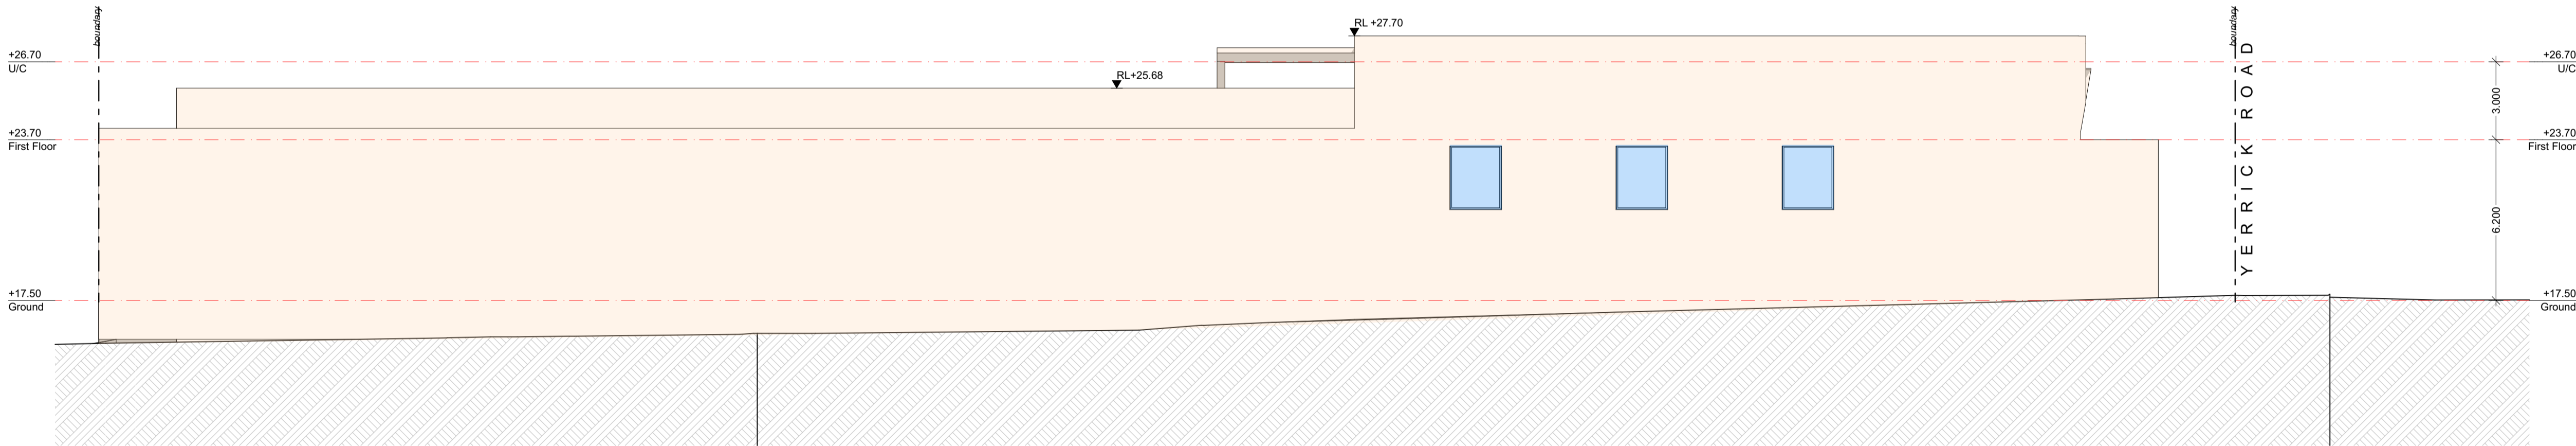 boundary
boundary
RL +27.70
+26.70
U/C
+26.70
U/C
RL+25.68
3.000
YERRICK ROAD
+23.70
First Floor
+23.70
First Floor
6.200
+17.50
Ground
+17.50
Ground